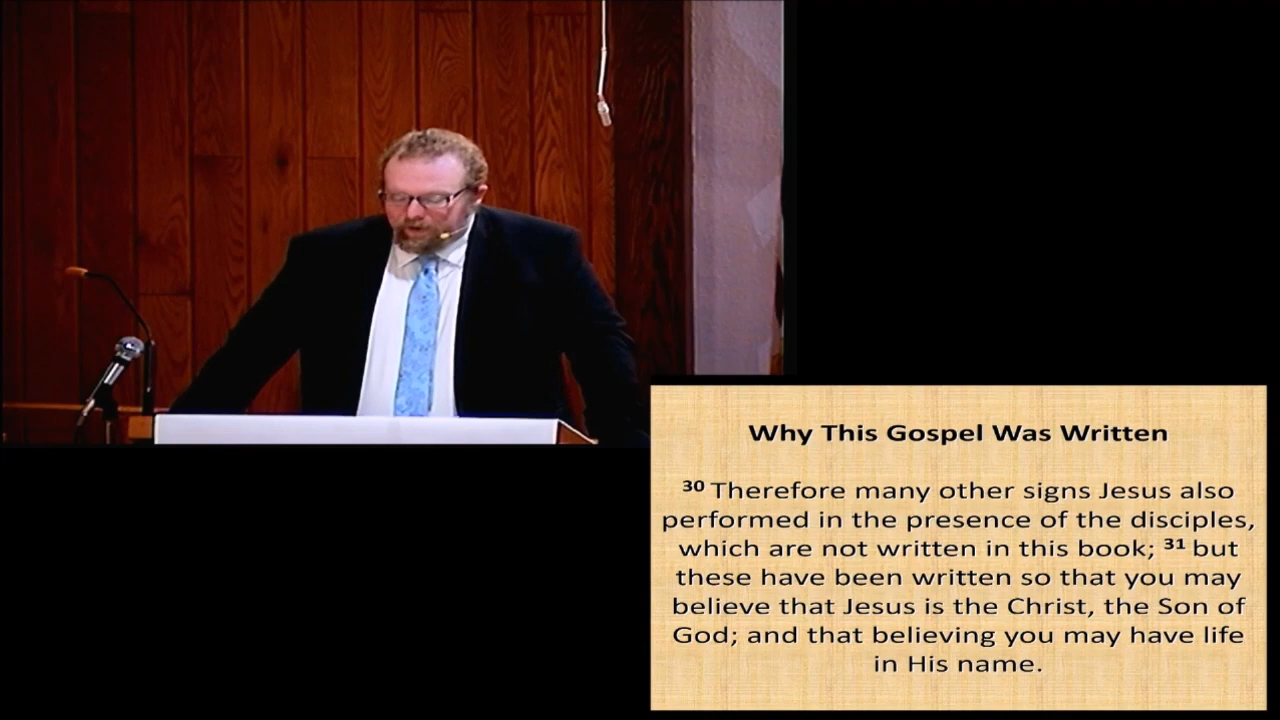 Why This Gospel Was Written
30 Therefore many other signs Jesus also
performed in the presence of the disciples,
which are not written in this book; 31 but
these have been written so that you may
believe that Jesus is the Christ, the Son of
God; and that believing you may have life
in His name.